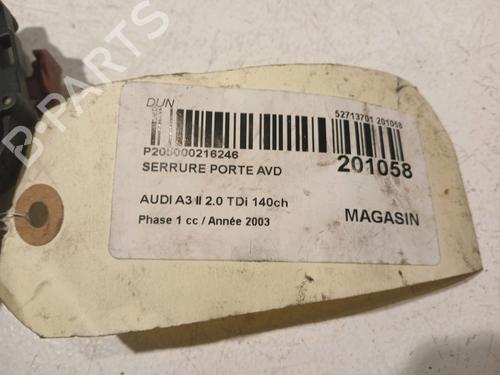 B-PARTS
DUN
52713701 201058
P205000216246
201058
SERRURE PORTE AVD
AUDI A3 II 2.0 TDi 140ch
MAGASIN
Phase 1 cc / Année 2003